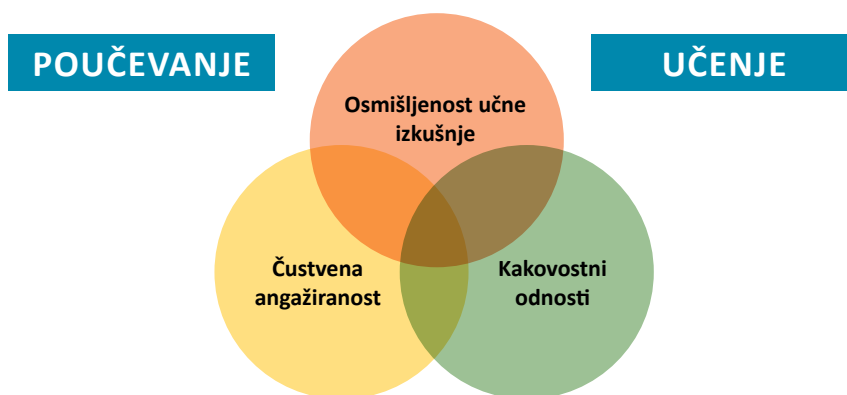 POUČEVANJE
UČENJE
Osmišljenost učne
izkušnje
Čustvena
angažiranost
Kakovostni
odnosti